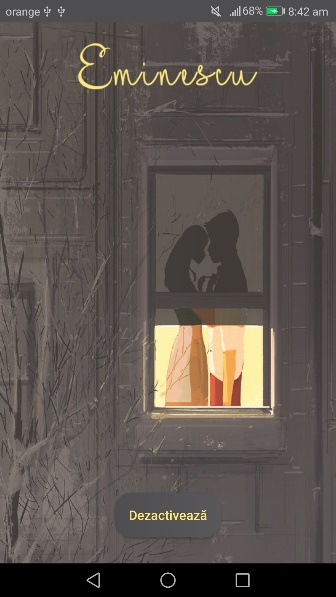 orange 68% 8:42 am
Eminescu
Dezactivează